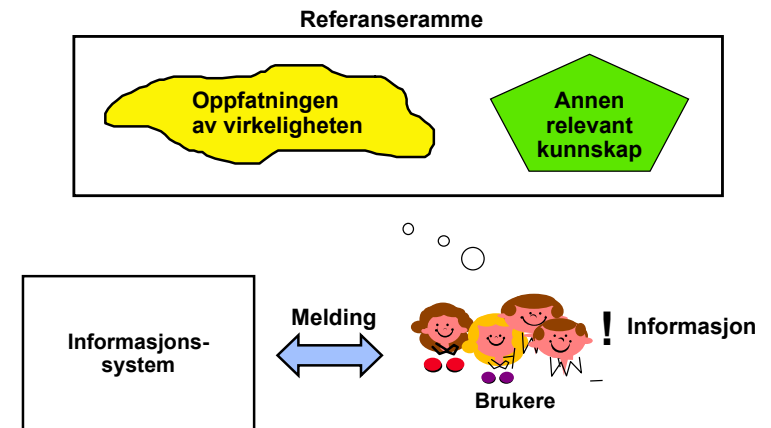 Referanseramme
Oppfatningen
av virkeligheten
Annen
relevant
kunnskap
Informasjons-
system
Melding
! Informasjon
Brukere